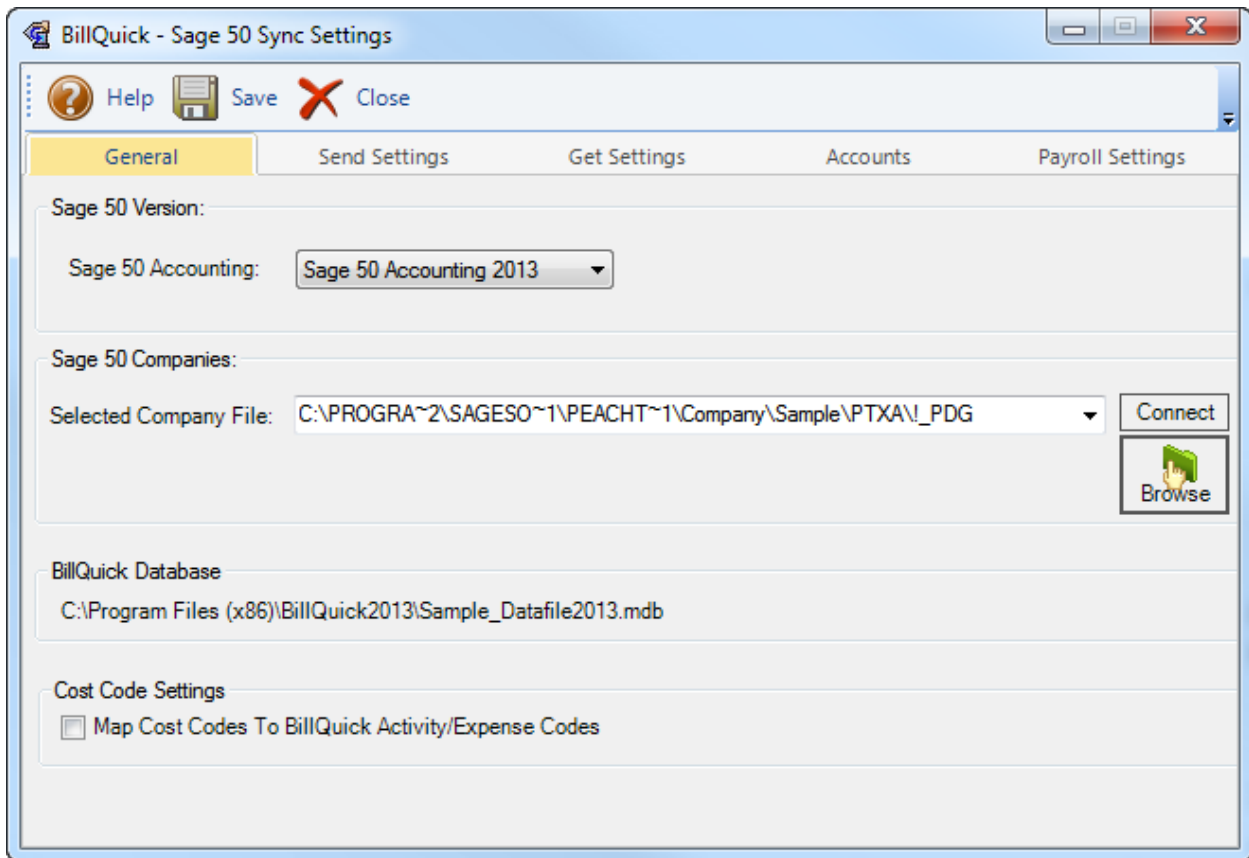 BillQuick - Sage 50 Sync Settings
Help Save Close
General Send Settings Get Settings Accounts Payroll Settings
Sage 50 Version:
Sage 50 Accounting: Sage 50 Accounting 2013
Sage 50 Companies:
Selected Company File: C:\PROGRA~2\SAGESO~1\PEACHT~1\Company\Sample\PTXA\!_PDG Connect
Browse
BillQuick Database
C:\Program Files (x86)\BillQuick2013\Sample_Datafile2013.mdb
Cost Code Settings
Map Cost Codes To BillQuick Activity/Expense Codes